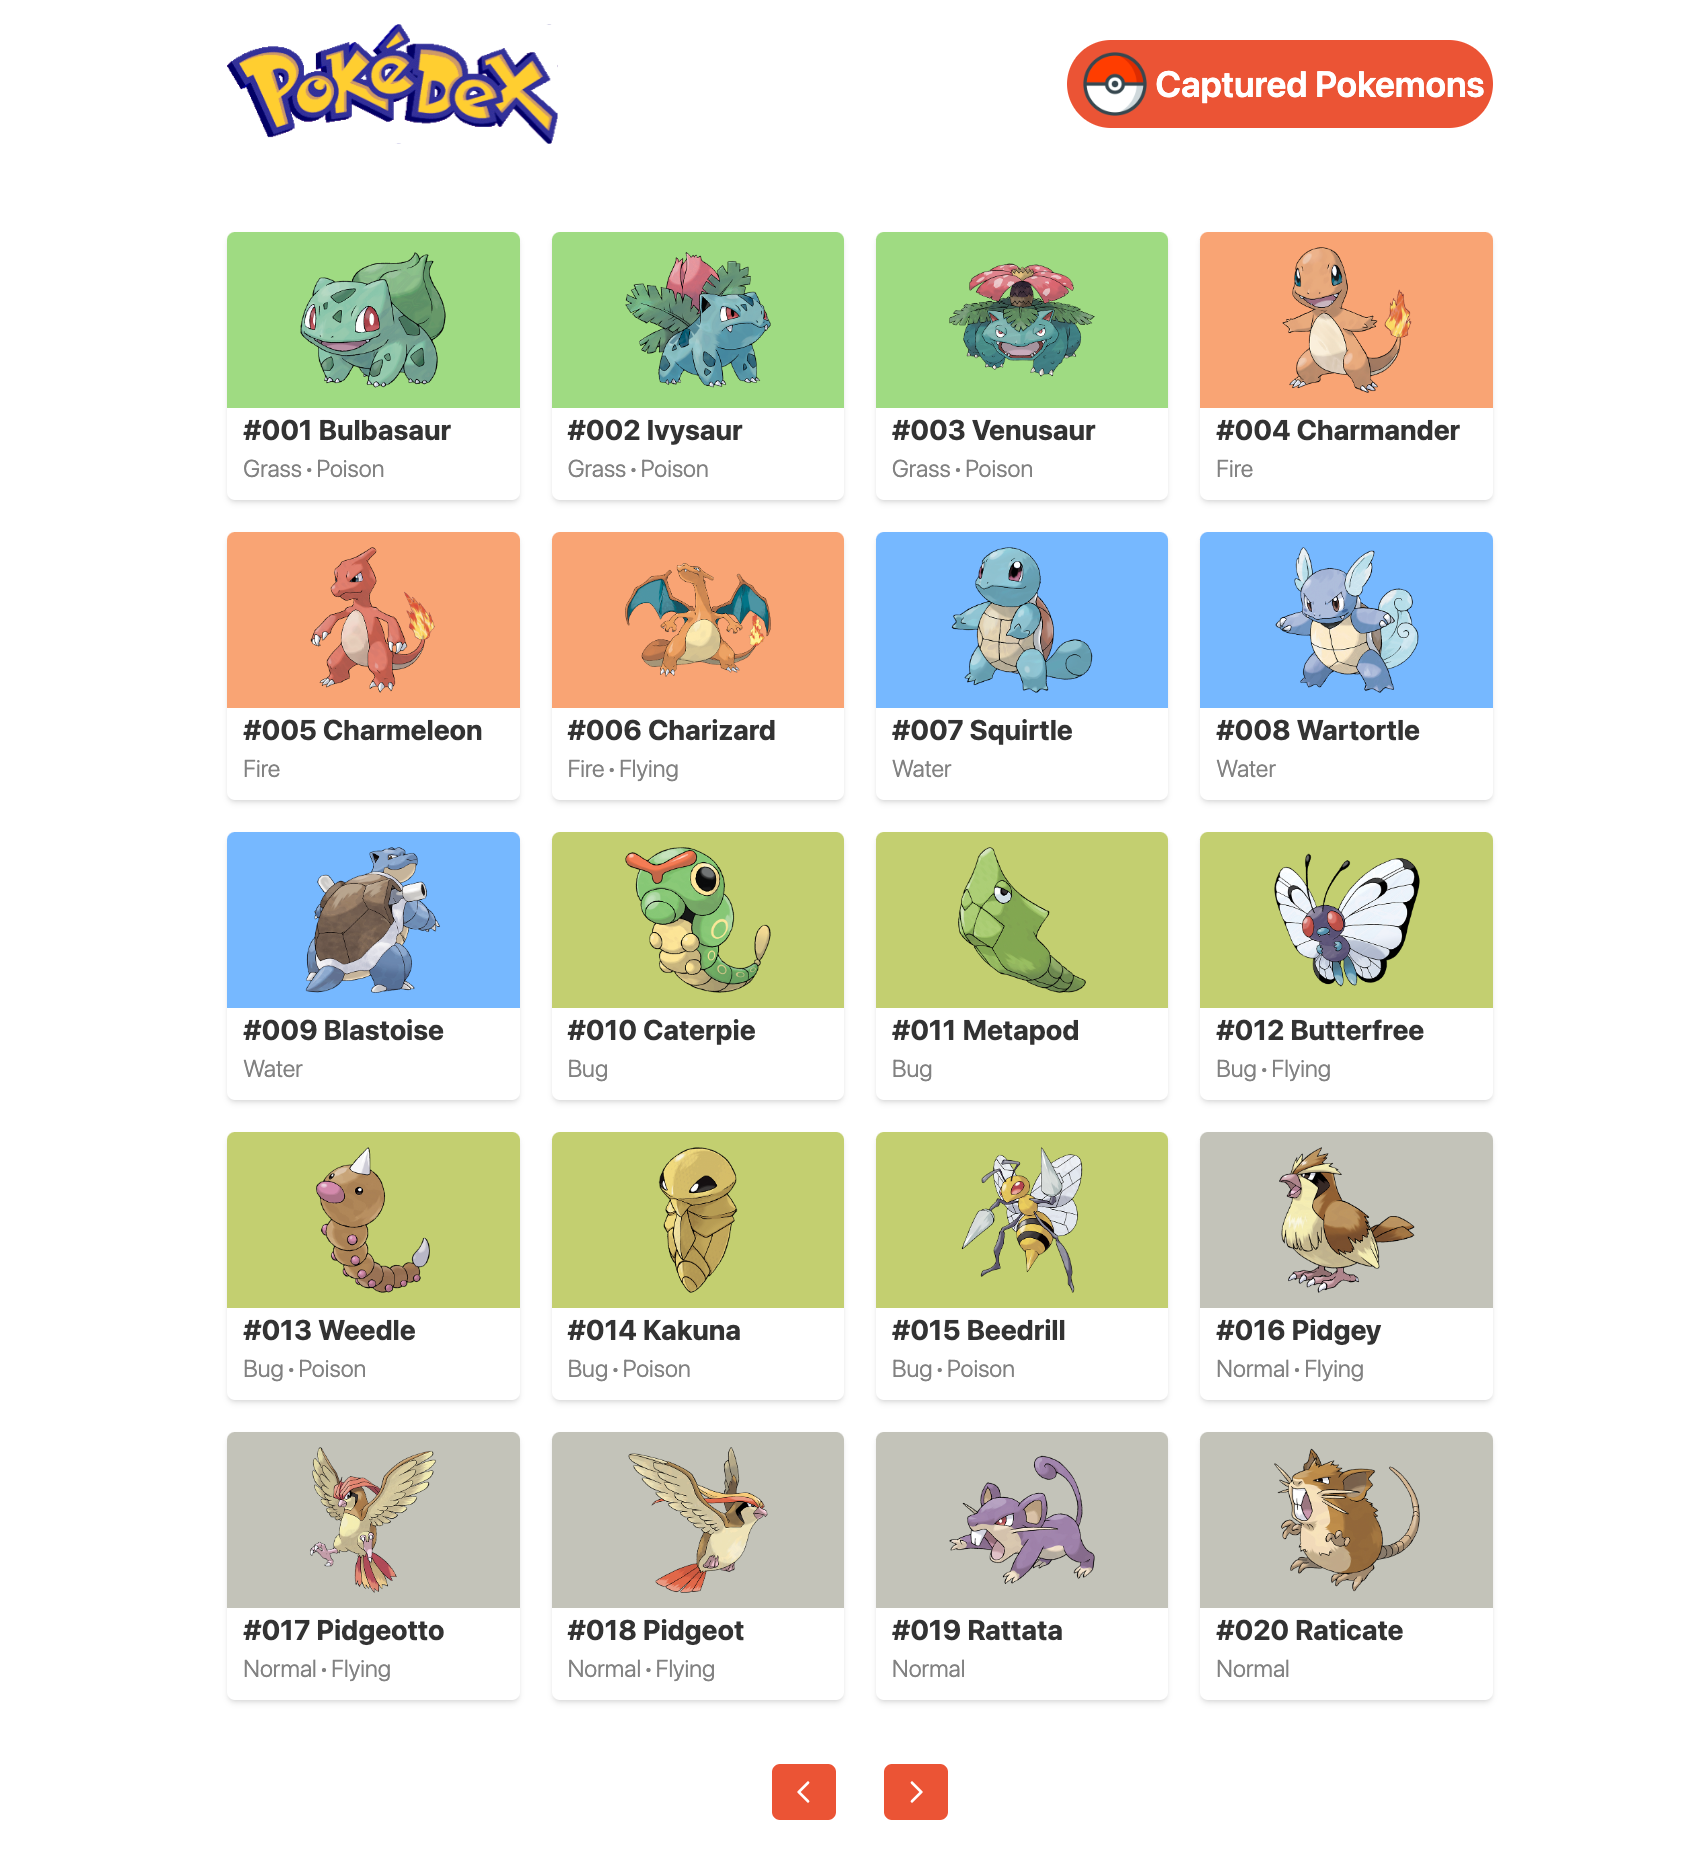 PokéDex
Captured Pokemons
#001 Bulbasaur
Grass • Poison
#002 Ivysaur
Grass • Poison
#003 Venusaur
Grass • Poison
#004 Charmander
Fire
#005 Charmeleon
Fire
#006 Charizard
Fire • Flying
#007 Squirtle
Water
#008 Wartortle
Water
#009 Blastoise
Water
#010 Caterpie
Bug
#011 Metapod
Bug
#012 Butterfree
Bug • Flying
#013 Weedle
Bug • Poison
#014 Kakuna
Bug • Poison
#015 Beedrill
Bug • Poison
#016 Pidgey
Normal • Flying
#017 Pidgeotto
Normal • Flying
#018 Pidgeot
Normal • Flying
#019 Rattata
Normal
#020 Raticate
Normal